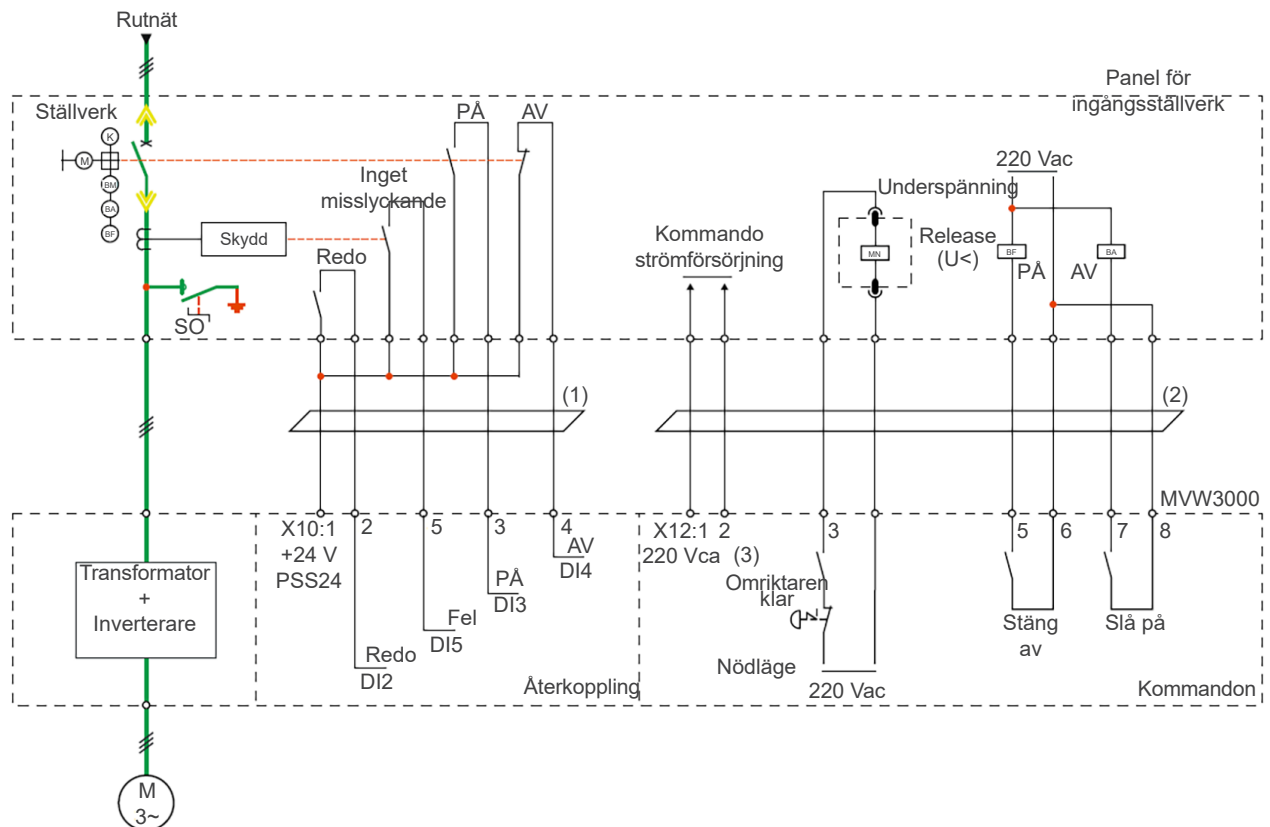 Rutnät
Panel för
ingångsställverk
Ställverk
PÅ
AV
K
M
BM
BA
BF
Inget
misslyckande
220 Vac
Underspänning
Skydd
Redo
Kommando
strömförsörjning
MN
Release
(U<)
BF
PÅ
AV
BA
SO
(1)
(2)
MVW3000
X10:1
2
5
3
4
+24 V
PSS24
AV
DI4
PÅ
DI3
Fel
DI5
Redo
DI2
Återkoppling
X12:1
2
220 Vca
(3)
3
5
6
7
8
Omriktaren
klar
Nödläge
220 Vac
Stäng
av
Slå på
Kommandon
Transformator
+
Inverterare
M
3~